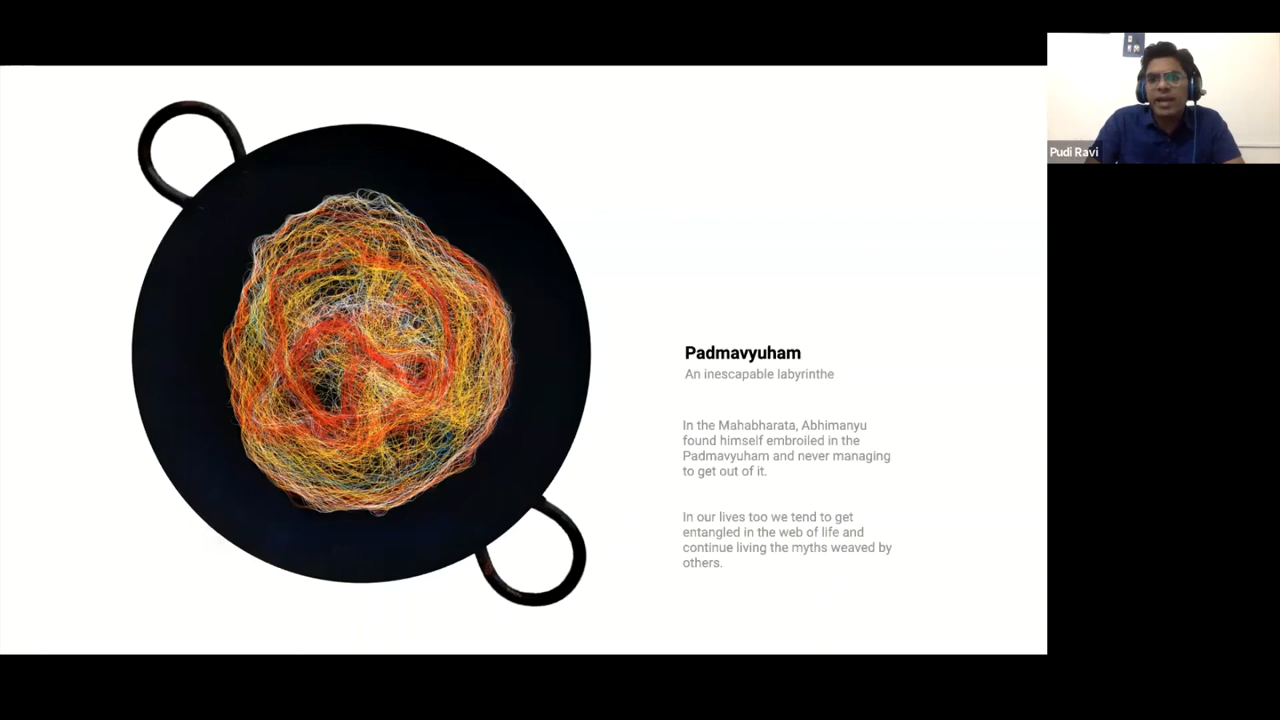 Pudi Ravi
Padmavyuham
An inescapable labyrinthe
In the Mahabharata, Abhimanyu
found himself embroiled in the
Padmavyuham and never managing
to get out of it.
In our lives too we tend to get
entangled in the web of life and
continue living the myths weaved by
others.